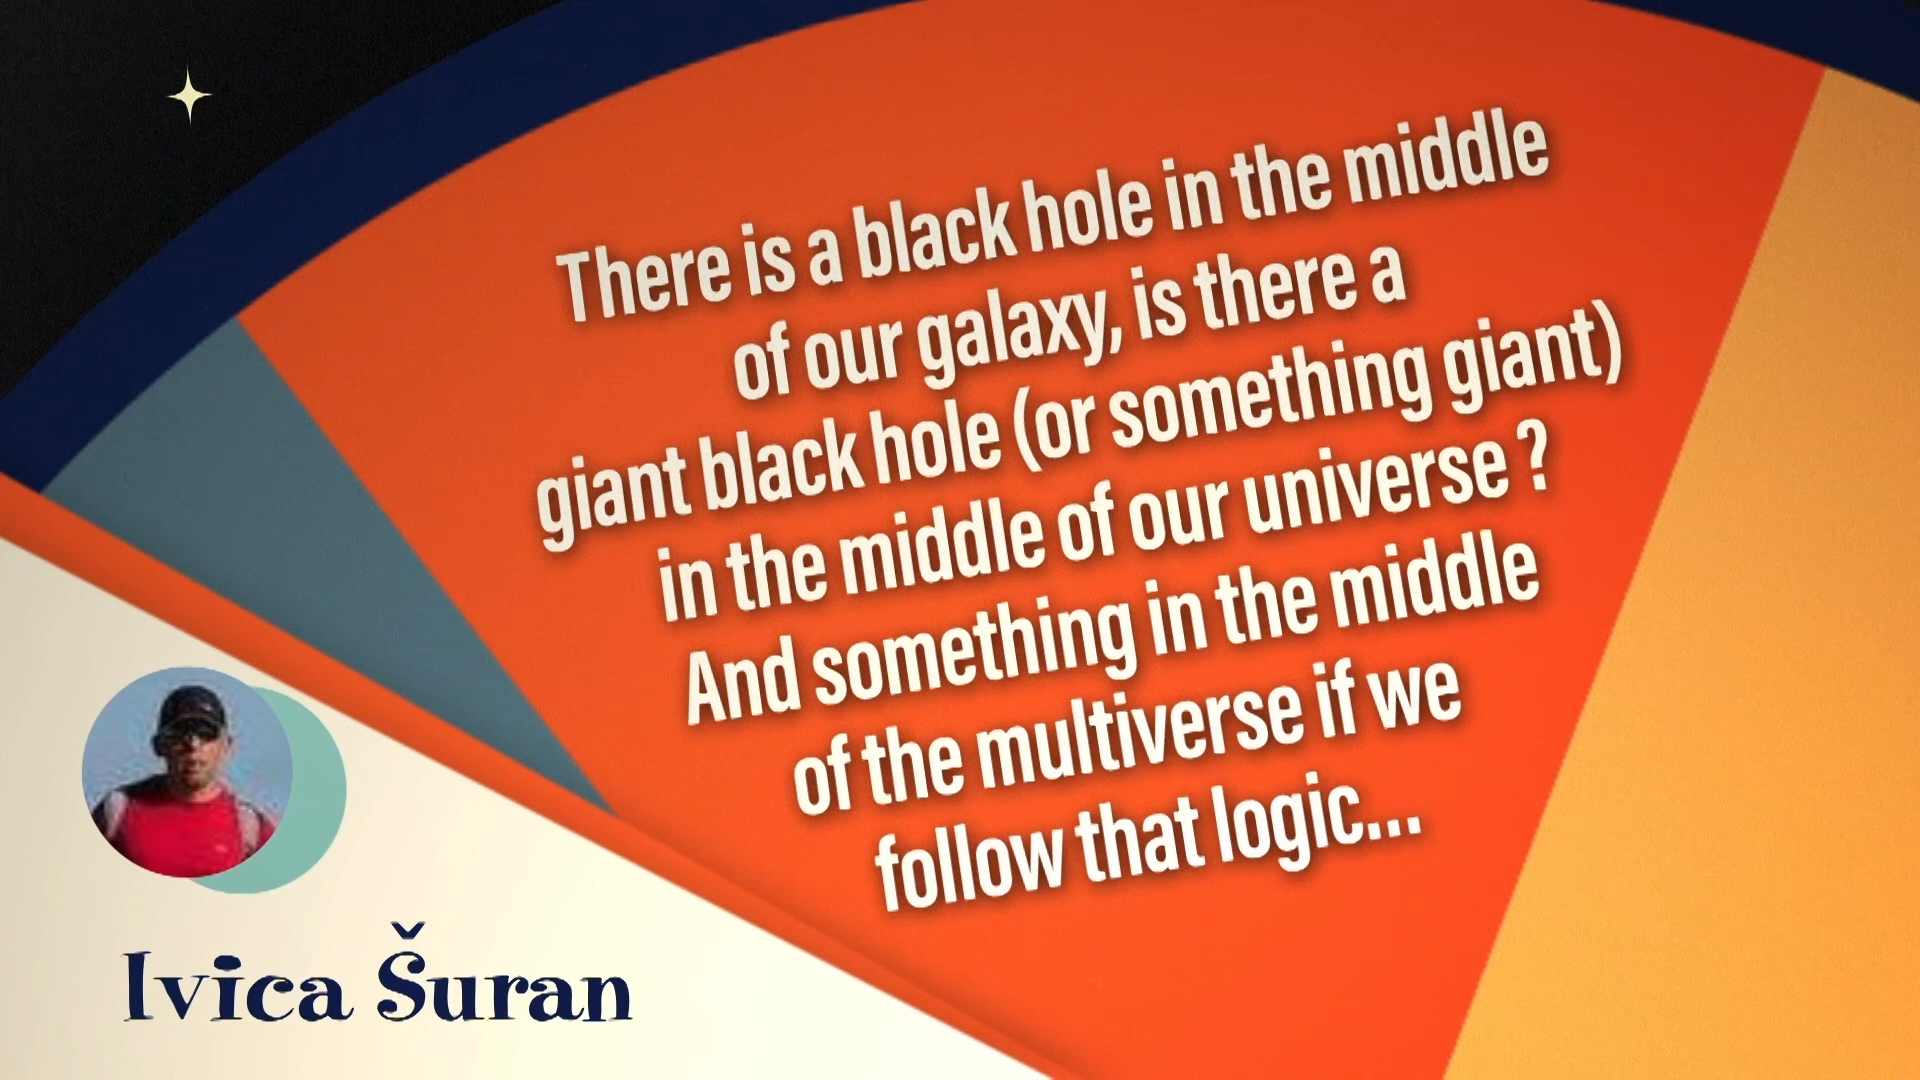 There is a black hole in the middle
of our galaxy, is there a
giant black hole (or something giant)
in the middle of our universe ?
And something in the middle
of the multiverse if we
follow that logic...
Ivica Šuran